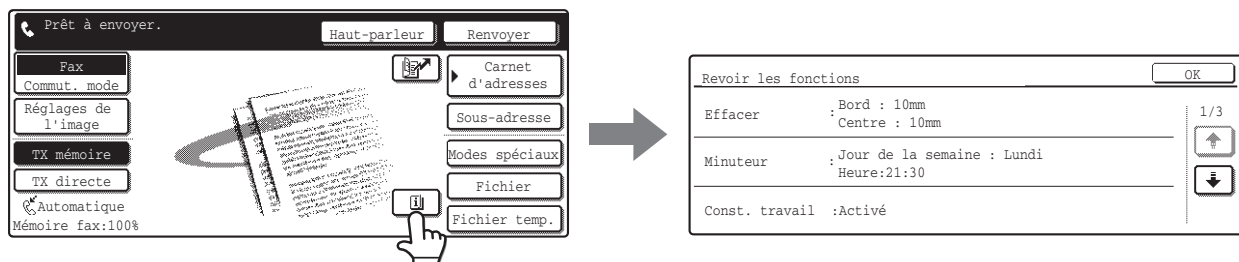 Prêt à envoyer.
Haut-parleur
Renvoyer
Fax
Commut. mode
Réglages de
l'image
TX mémoire
TX directe
Automatique
Mémoire fax:100%
Carnet
d'adresses
Sous-adresse
Modes spéciaux
Fichier
Fichier temp.
Revoir les fonctions
OK
Effacer :Bord : 10mm
Centre : 10mm
Minuteur :Jour de la semaine : Lundi
Heure:21:30
Const. travail :Activé
1/3